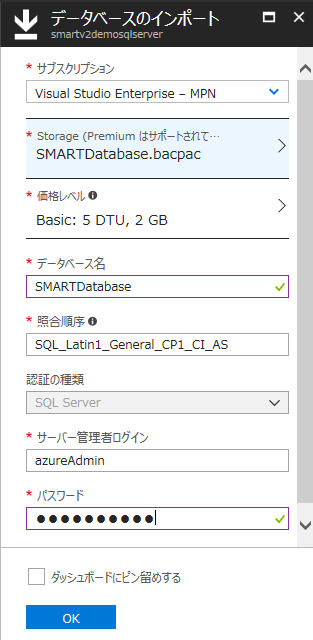 データベースのインポート
smartv2demosqlserver
* サブスクリプション
Visual Studio Enterprise – MPN
* Storage (Premium はサポートされて…
SMARTDatabase.bacpac
* 価格レベル
Basic: 5 DTU, 2 GB
* データベース名
SMARTDatabase
* 照合順序
SQL_Latin1_General_CP1_CI_AS
認証の種類
SQL Server
* サーバー管理者ログイン
azureAdmin
* パスワード
●●●●●●●●●●
ダッシュボードにピン留めする
OK